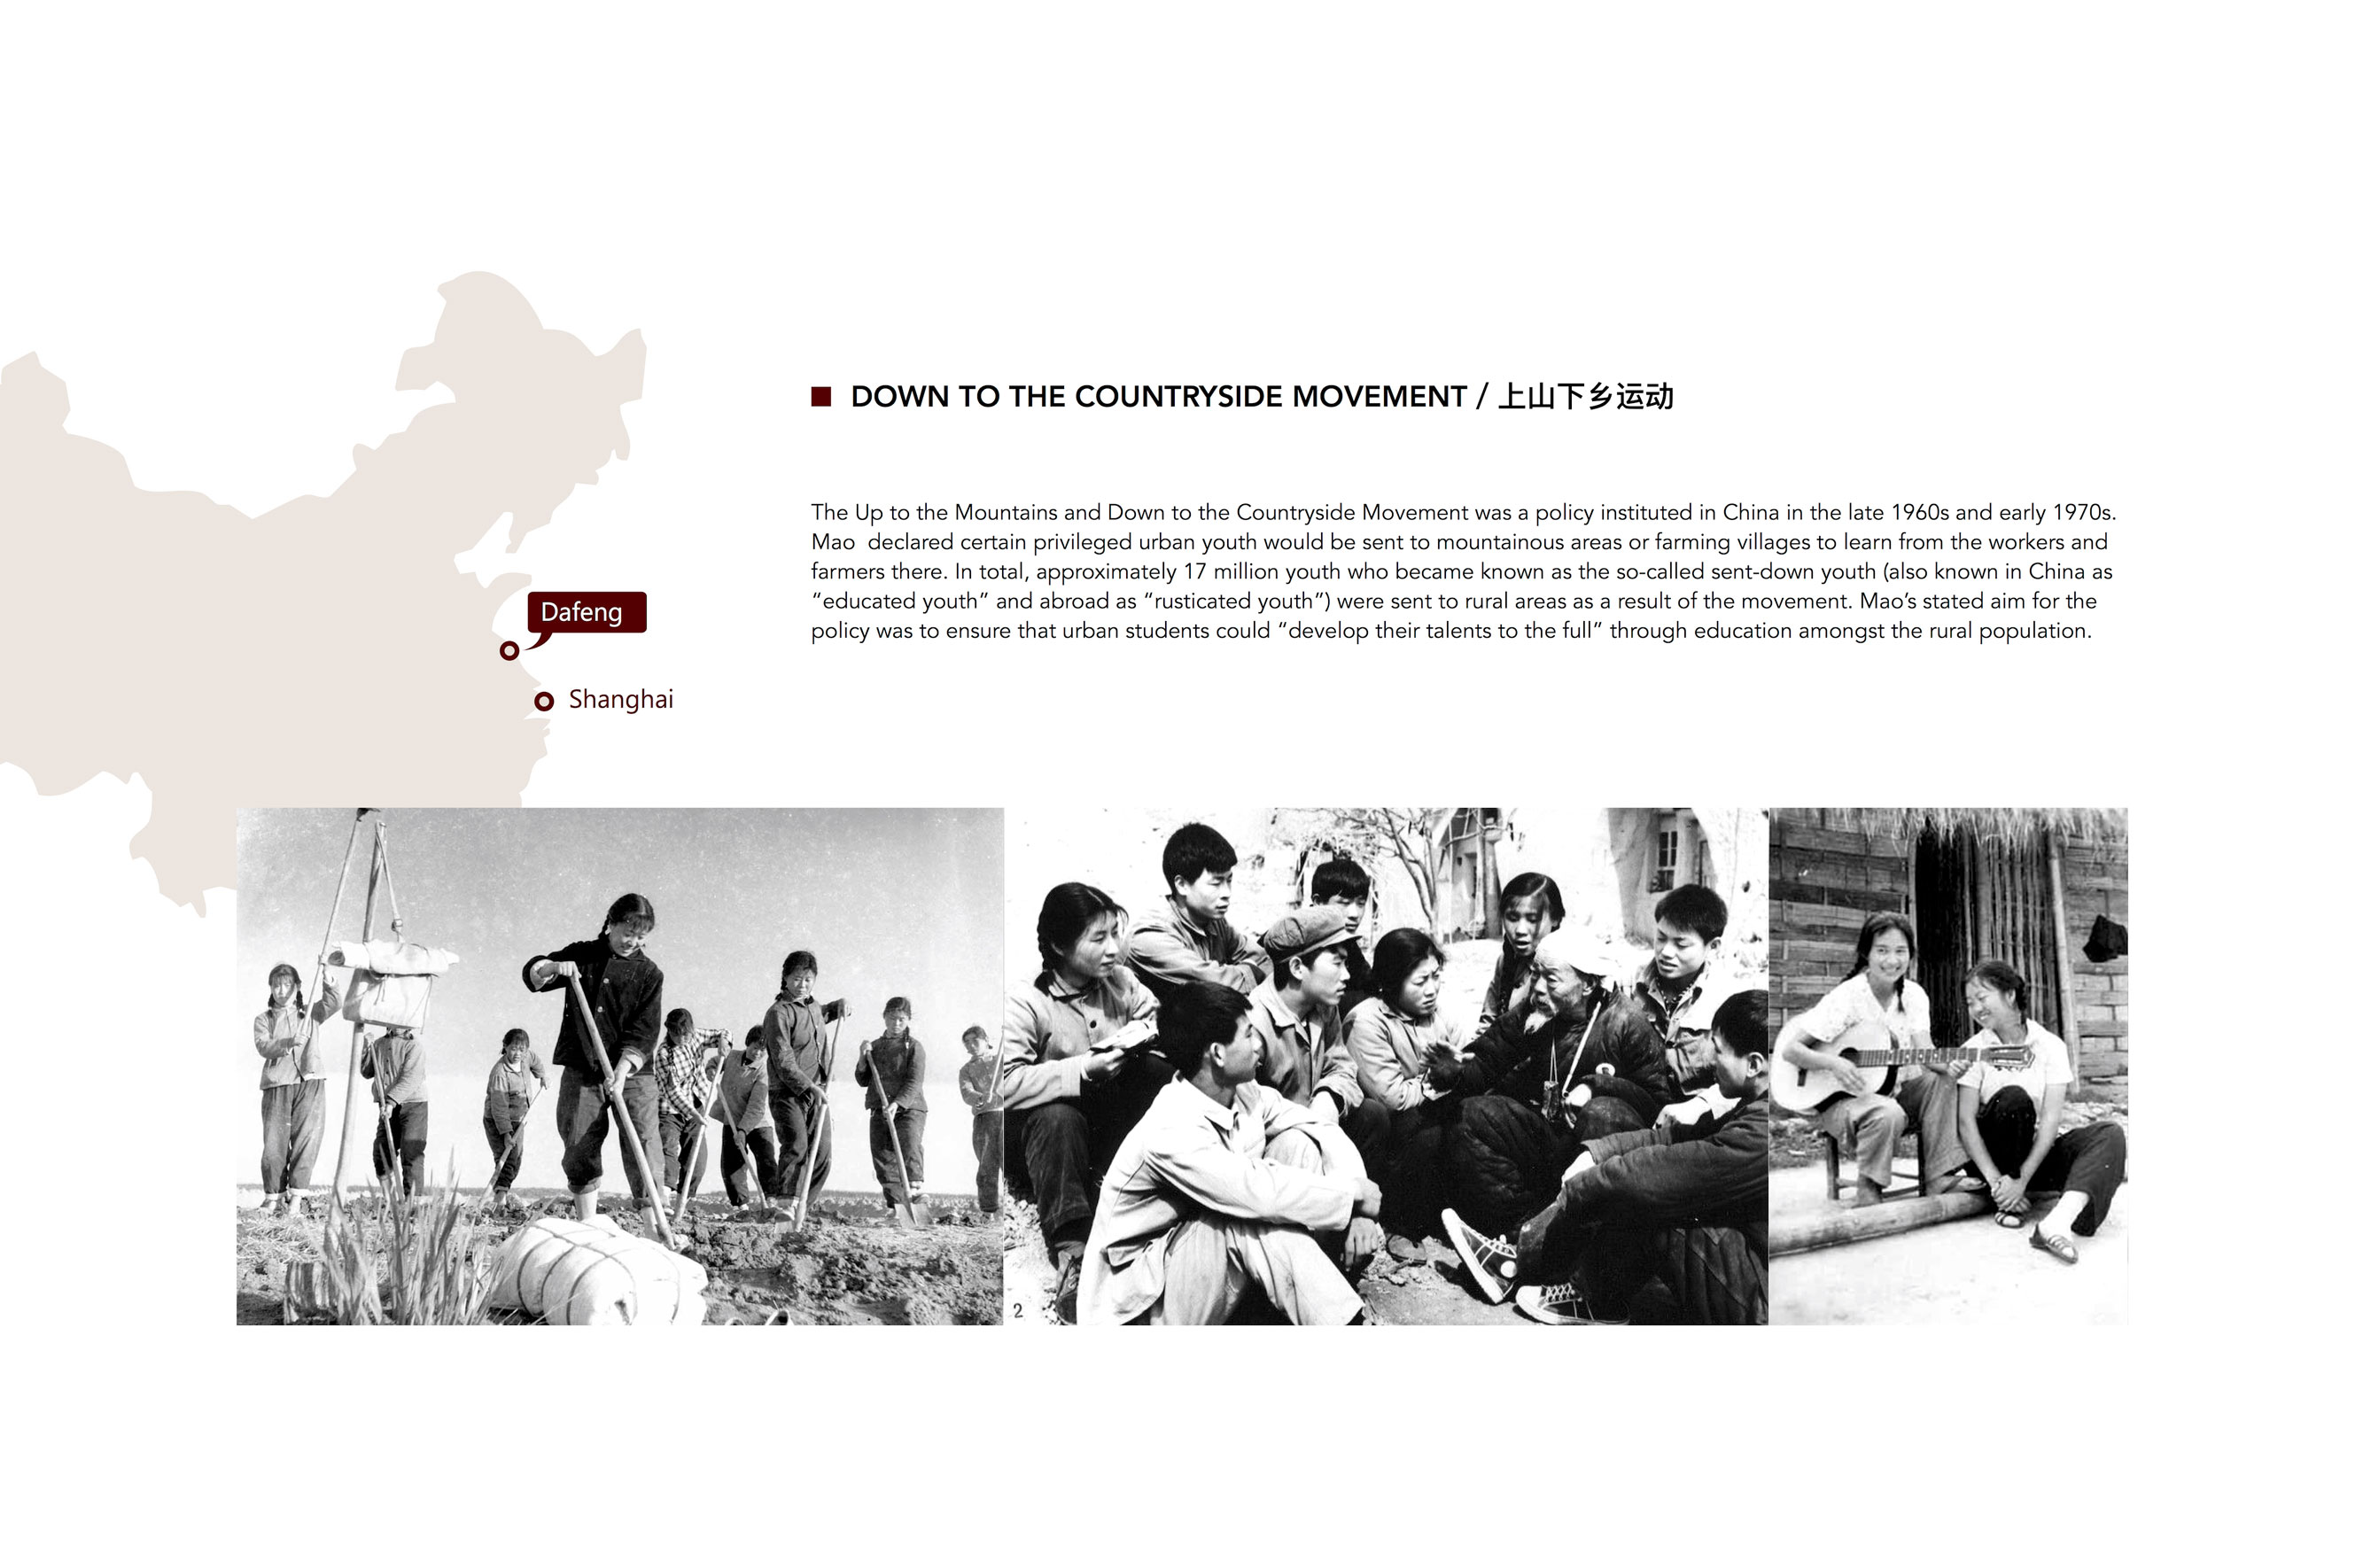 DOWN TO THE COUNTRYSIDE MOVEMENT / 上山下乡运动
The Up to the Mountains and Down to the Countryside Movement was a policy instituted in China in the late 1960s and early 1970s.
Mao  declared certain privileged urban youth would be sent to mountainous areas or farming villages to learn from the workers and
farmers there. In total, approximately 17 million youth who became known as the so-called sent-down youth (also known in China as
“educated youth” and abroad as “rusticated youth”) were sent to rural areas as a result of the movement. Mao’s stated aim for the
policy was to ensure that urban students could “develop their talents to the full” through education amongst the rural population.
Dafeng
Shanghai
2